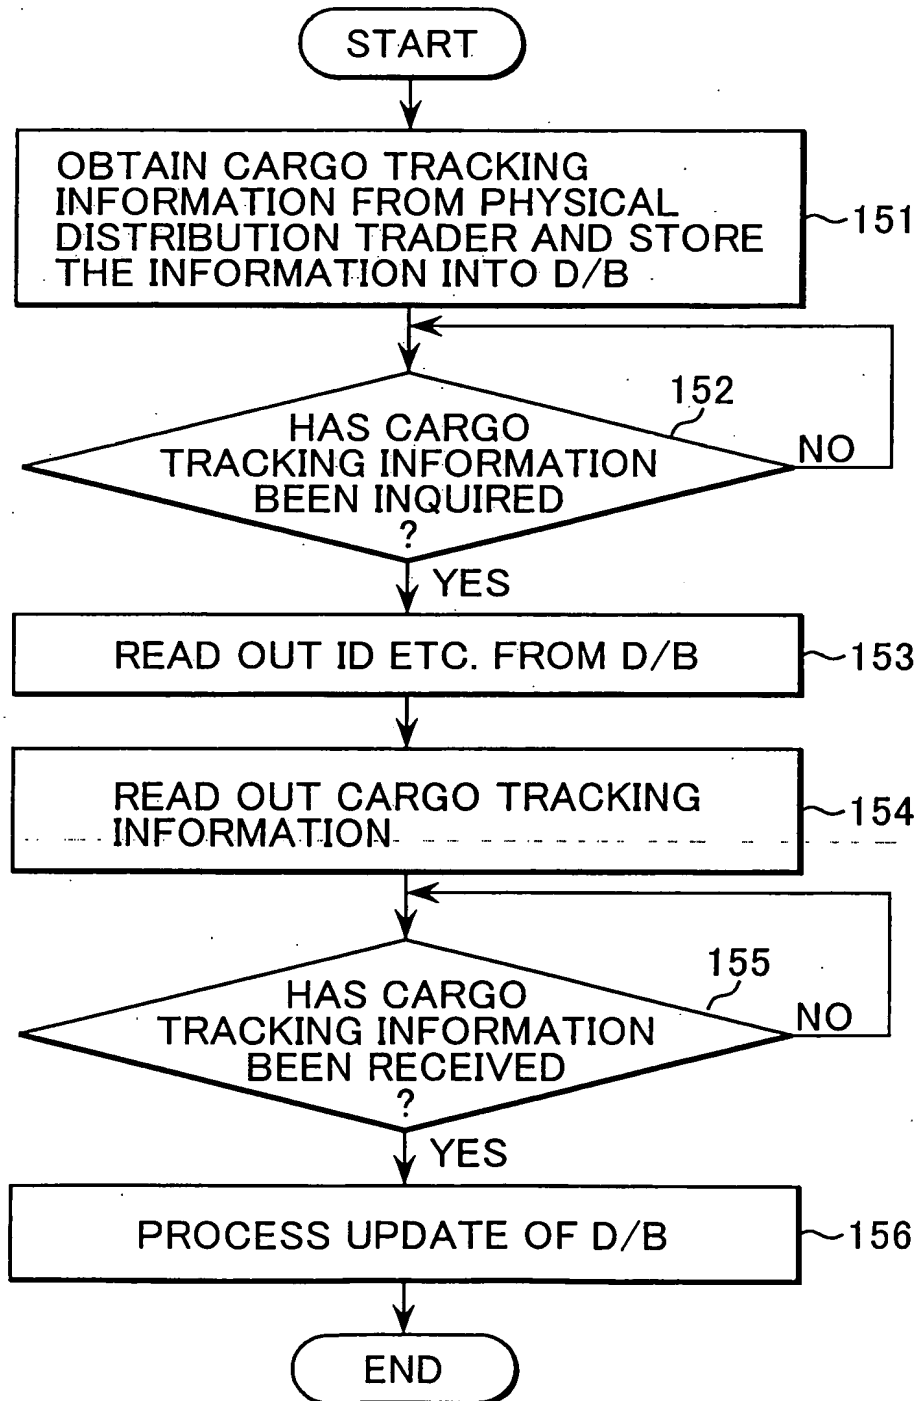 START
OBTAIN CARGO TRACKING
INFORMATION FROM PHYSICAL
DISTRIBUTION TRADER AND STORE
THE INFORMATION INTO D/B
151
152
HAS CARGO
TRACKING INFORMATION
BEEN INQUIRED
?
NO
YES
READ OUT ID ETC. FROM D/B
153
READ OUT CARGO TRACKING
INFORMATION
154
155
HAS CARGO
TRACKING INFORMATION
BEEN RECEIVED
?
NO
YES
PROCESS UPDATE OF D/B
156
END